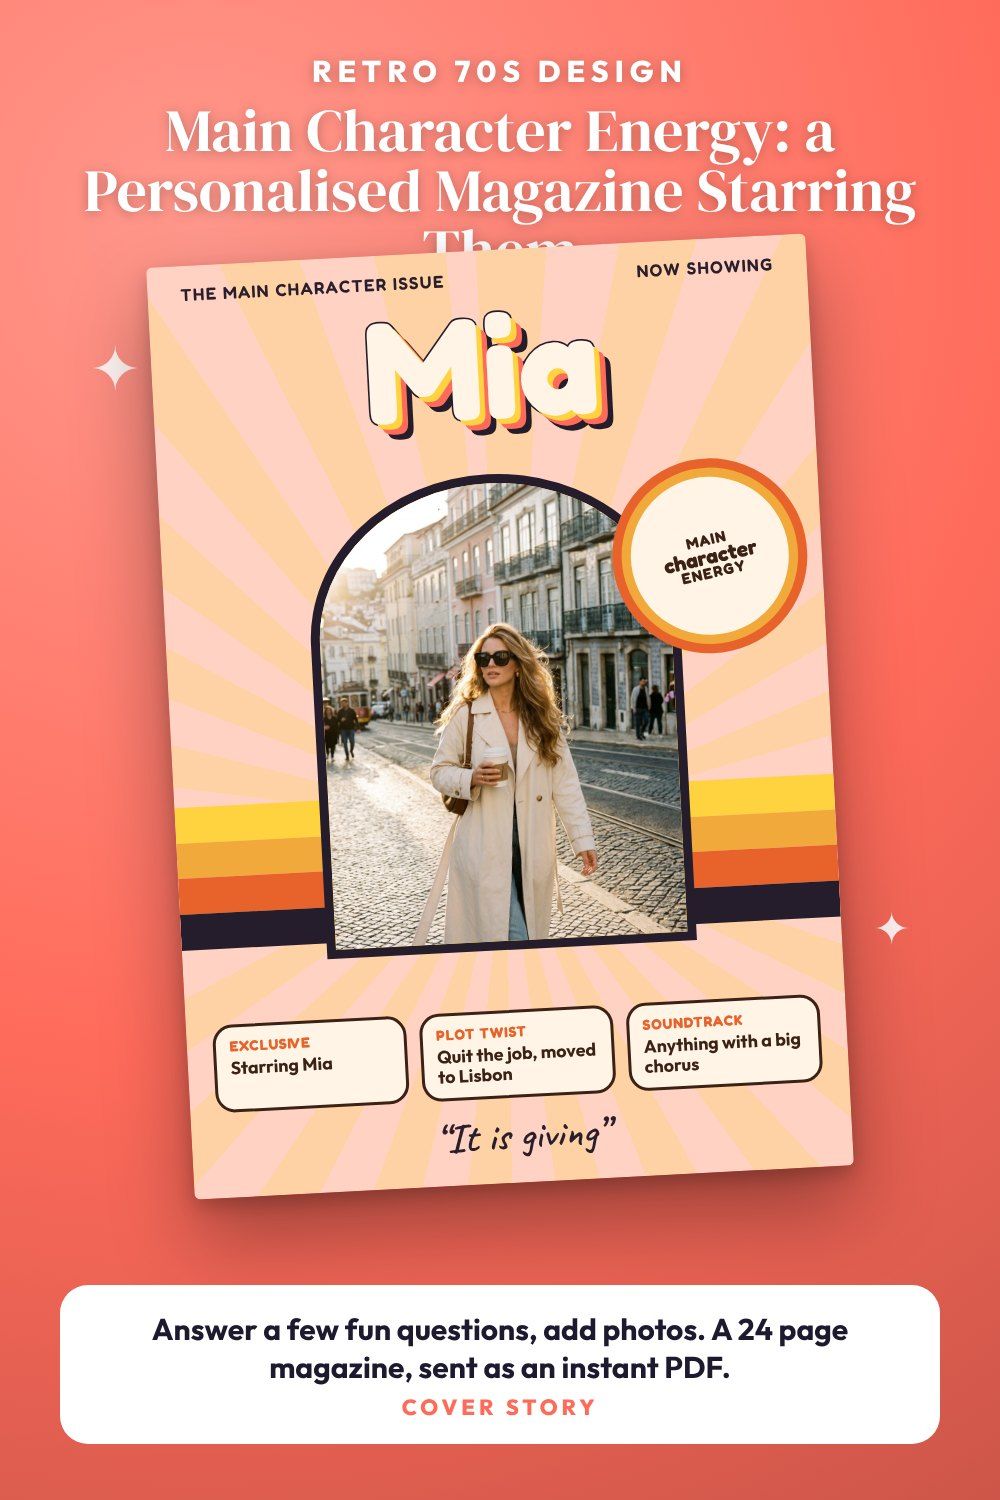 RETRO 70S DESIGN
Main Character Energy: a
Personalised Magazine Starring
Them
THE MAIN CHARACTER ISSUE
NOW SHOWING
Mia
MAIN
character
ENERGY
EXCLUSIVE
Starring Mia
PLOT TWIST
Quit the job, moved
to Lisbon
SOUNDTRACK
Anything with a big
chorus
“It is giving”
Answer a few fun questions, add photos. A 24 page
magazine, sent as an instant PDF.
COVER STORY